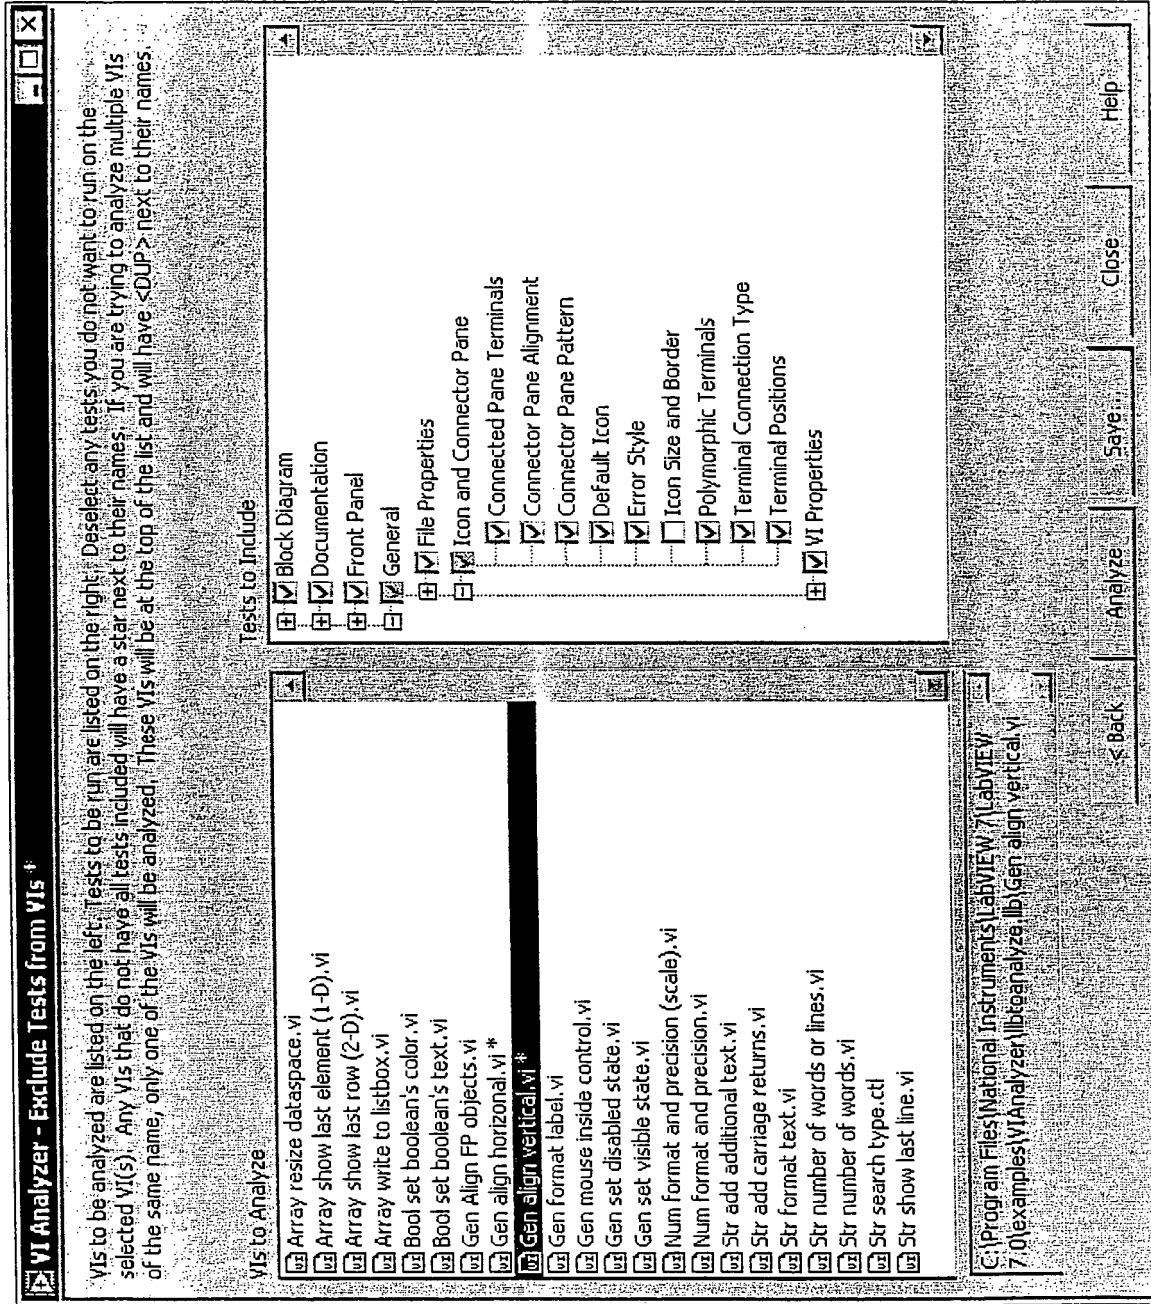 VI Analyzer - Exclude Tests from VIs *
VIs to be analyzed are listed on the left. Tests to be run are listed on the right. Deselect any tests you do not want to run on the
selected VI(s). Any VIs that do not have all tests included will have a star next to their names. If you are trying to analyze multiple VIs
of the same name, only one of the VIs will be analyzed. These VIs will be at the top of the list and will have <DUP> next to their names.
VIs to Analyze
Array resize dataspace.vi
Array show last element (1-D).vi
Array show last row (2-D).vi
Array write to listbox.vi
Bool set boolean's color.vi
Bool set boolean's text.vi
Gen Align FP objects.vi
Gen align horizonal.vi *
Gen align vertical.vi *
Gen format label.vi
Gen mouse inside control.vi
Gen set disabled state.vi
Gen set visible state.vi
Num format and precision (scale).vi
Num format and precision.vi
Str add additional text.vi
Str add carriage returns.vi
Str format text.vi
Str number of words or lines.vi
Str number of words.vi
Str search type.ctl
Str show last line.vi
C:\Program Files\National Instruments\LabVIEW 7\LabVIEW
7.0\examples\VIAnalyzer\libtoanalyze.llb\Gen align vertical.vi
Tests to Include
Block Diagram
Documentation
Front Panel
General
File Properties
Icon and Connector Pane
Connected Pane Terminals
Connector Pane Alignment
Connector Pane Pattern
Default Icon
Error Style
Icon Size and Border
Polymorphic Terminals
Terminal Connection Type
Terminal Positions
VI Properties
< Back
Analyze
Save...
Close
Help